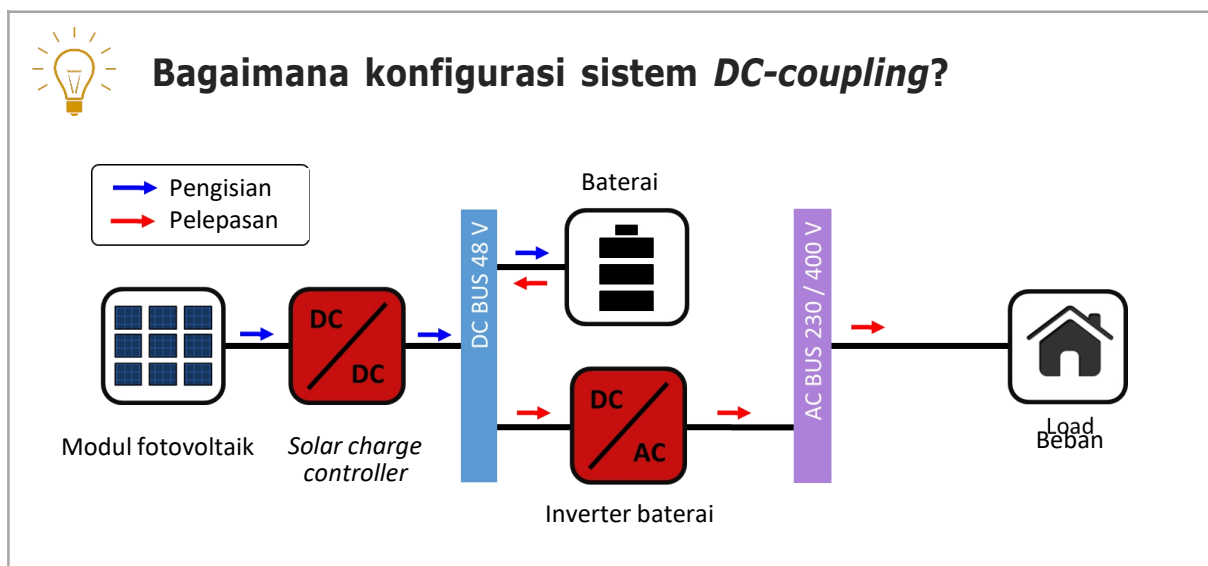 Bagaimana konfigurasi sistem DC-coupling?
Pengisian
Pelepasan
Baterai
DC BUS 48 V
AC BUS 230 / 400 V
DC
DC
DC
AC
Modul fotovoltaik
Solar charge
controller
Inverter baterai
Load
Beban